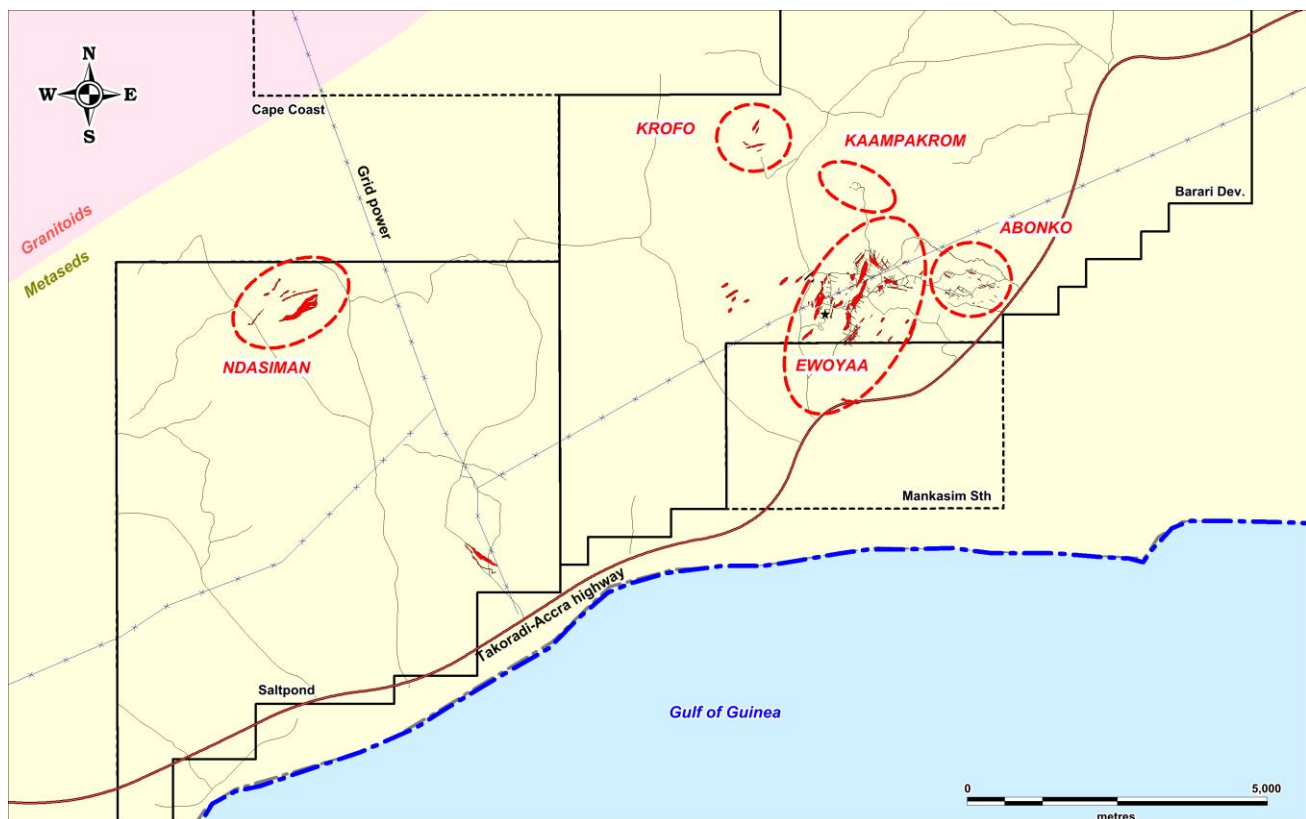 N
W
E
S
Cape Coast
KROFO
KAAMPAKROM
Grid power
Barari Dev.
Granitoids
ABONKO
Metaseds
NDASIMAN
EWOYAA
Mankasim Sth
Takoradi-Accra highway
Saltpond
Gulf of Guinea
0
5,000
metres